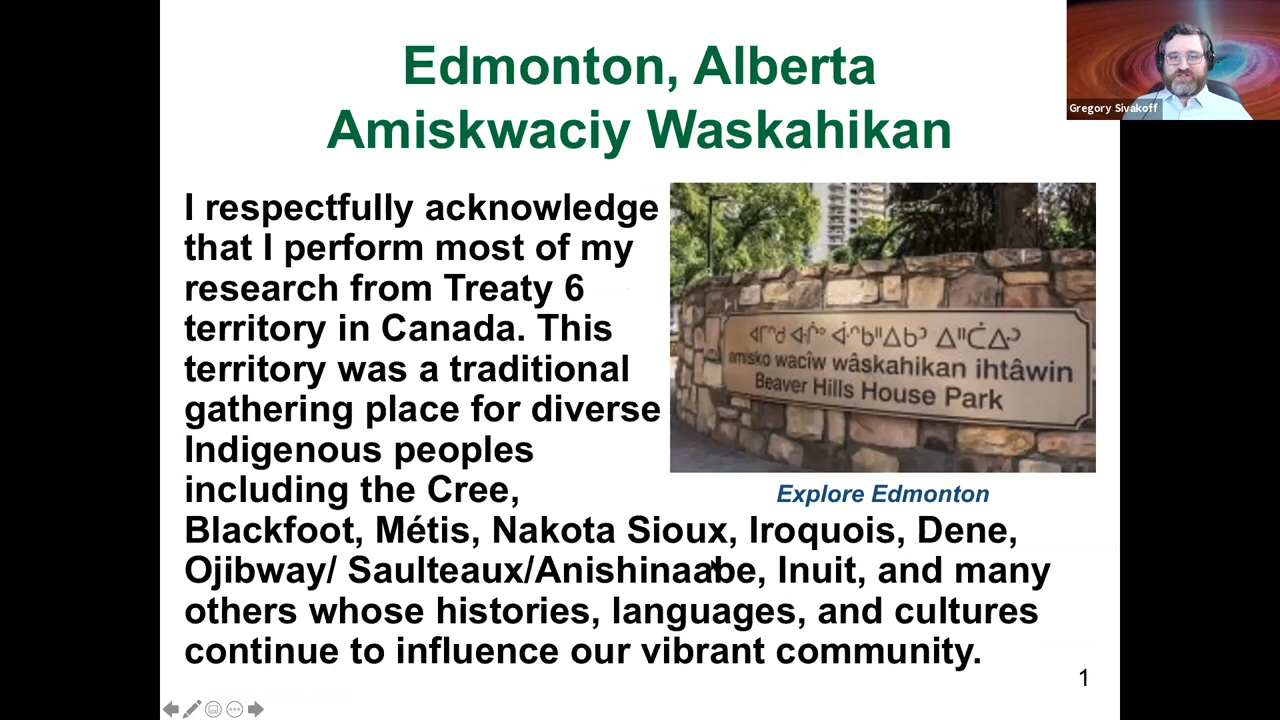 Edmonton, Alberta
Amiskwaciy Waskahikan
Gregory Sivakoff
I respectfully acknowledge
that I perform most of my
research from Treaty 6
territory in Canada. This
territory was a traditional
gathering place for diverse
Indigenous peoples
including the Cree,
Blackfoot, Métis, Nakota Sioux, Iroquois, Dene,
Ojibway/ Saulteaux/Anishinaabe, Inuit, and many
others whose histories, languages, and cultures
continue to influence our vibrant community.
amisko wacîw wâskahikan ihtâwin
Beaver Hills House Park
Explore Edmonton
1